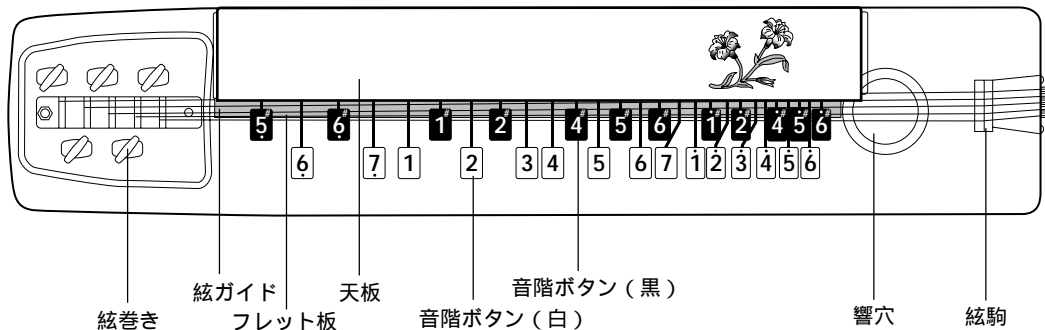 5# 6# 1# 2# 4# 5# 6# 1# 2# 4# 5# 6#
6 7 1 2 3 4 5 6 7 1 2 3 4 5 6
絃ガイド
天板
音階ボタン（黒）
絃巻き
フレット板
音階ボタン（白）
響穴
絃駒